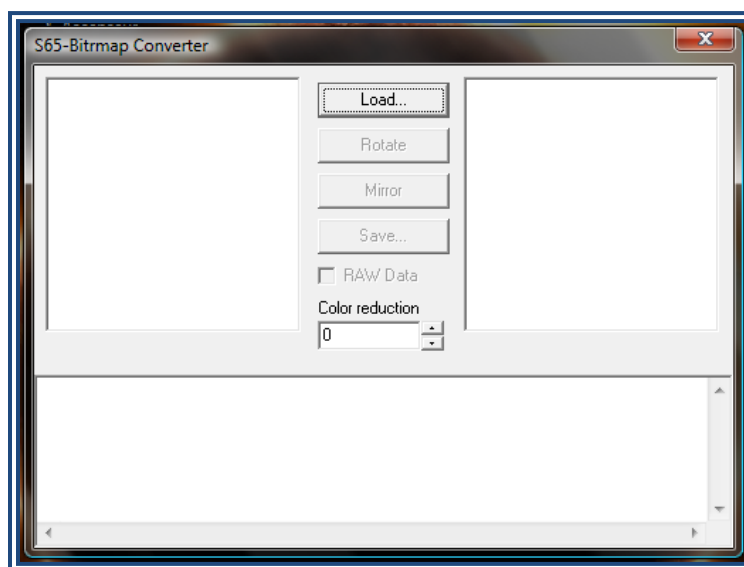 S65-Bitrmap Converter
Load...
Rotate
Mirror
Save...
RAW Data
Color reduction
0